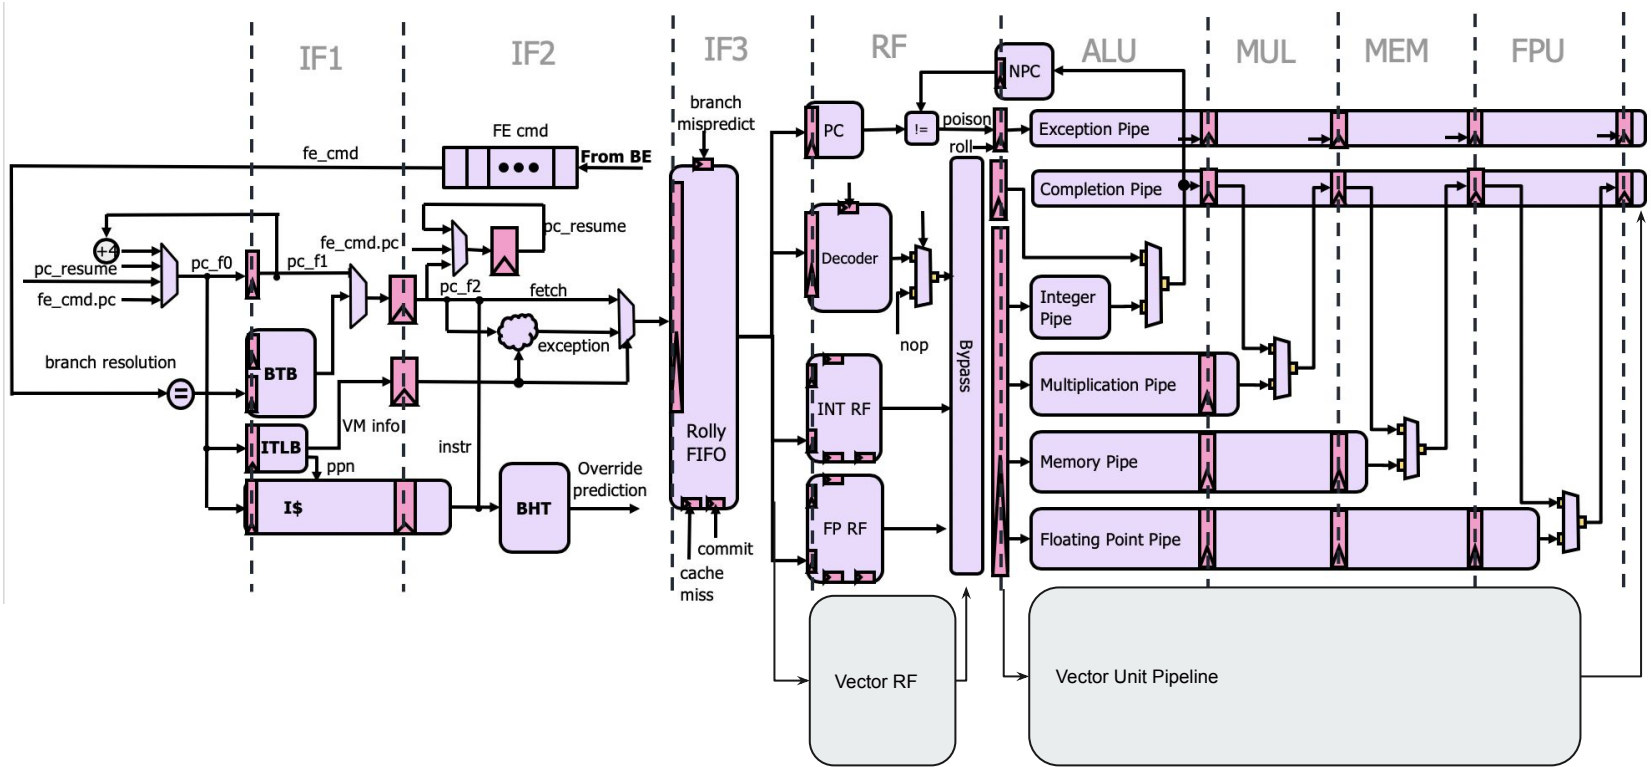 IF1
IF2
IF3
RF
ALU
MUL
MEM
FPU
FE cmd
fe_cmd
From BE
+4
pc_resume
fe_cmd.pc
pc_f0
pc_f1
fe_cmd.pc
pc_resume
pc_f2
fetch
exception
branch resolution
=
BTB
ITLB
VM info
ppn
I$
instr
BHT
Override
prediction
branch
mispredict
Rolly
FIFO
commit
cache
miss
PC
!=
poison
roll
NPC
Decoder
nop
INT RF
FP RF
Bypass
Exception Pipe
Completion Pipe
Integer
Pipe
Multiplication Pipe
Memory Pipe
Floating Point Pipe
Vector RF
Vector Unit Pipeline